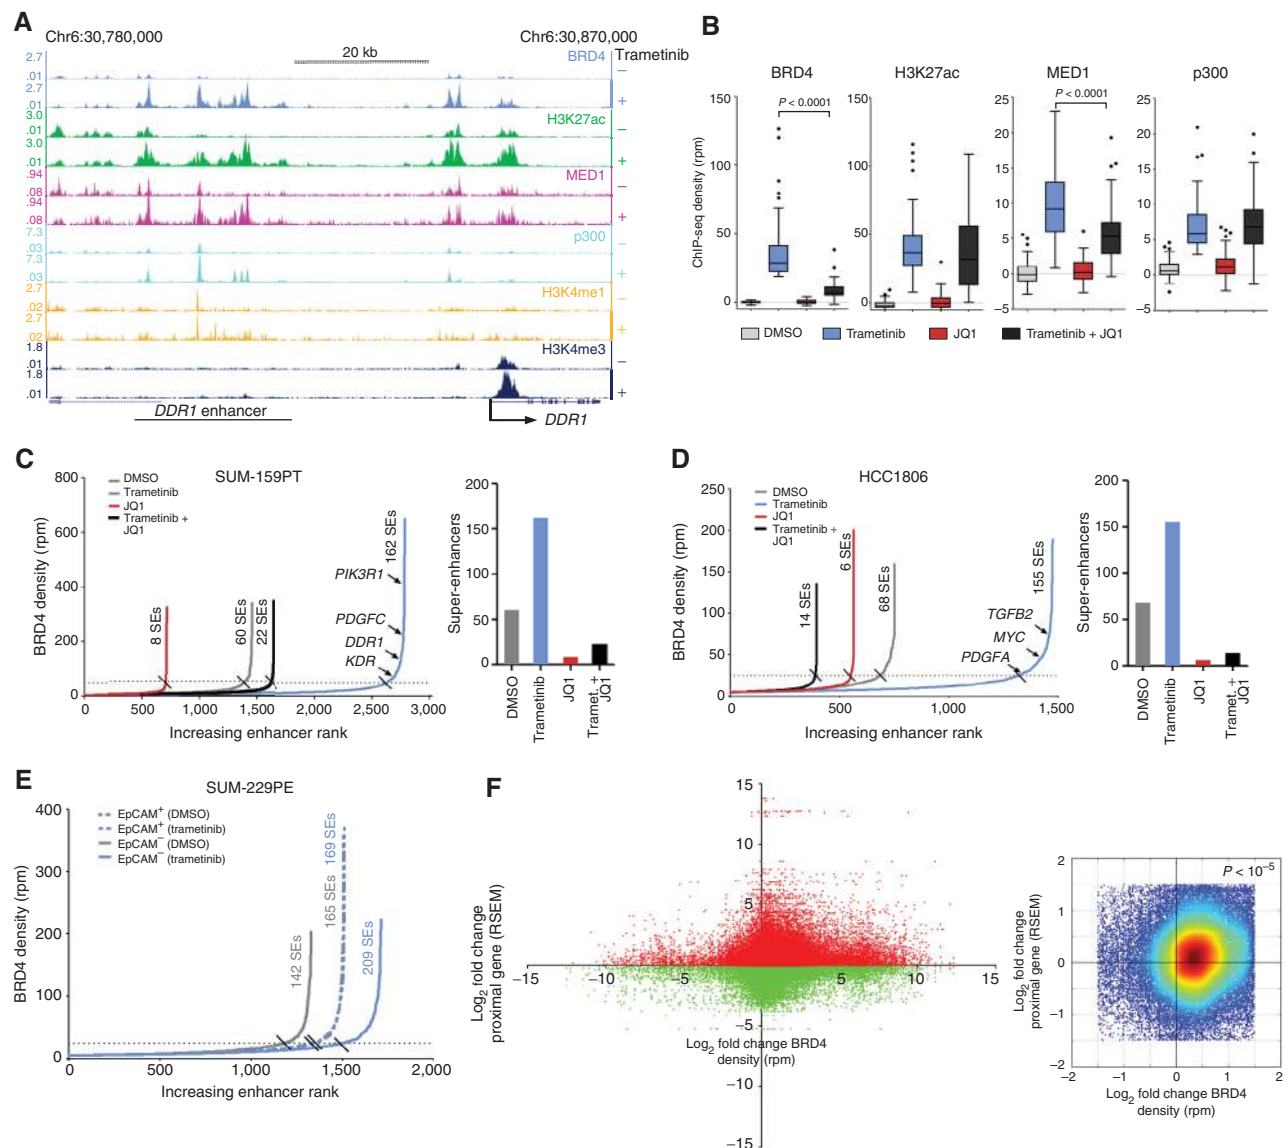 A
Chr6:30,780,000
Chr6:30,870,000
20 kb
Trametinib
2.7
BRD4
.01
−
2.7
.01
+
3.0
H3K27ac
.01
−
3.0
.01
+
.94
MED1
.08
−
.94
.08
+
7.3
p300
.03
−
7.3
.03
+
2.7
H3K4me1
.02
−
2.7
.02
+
1.8
H3K4me3
.01
−
1.8
.01
+
DDR1 enhancer
DDR1
B
BRD4
H3K27ac
MED1
p300
P < 0.0001
P < 0.0001
ChIP-seq density (rpm)
150
100
50
0
150
100
50
0
25
20
15
10
5
0
−5
25
20
15
10
5
0
−5
DMSO
Trametinib
JQ1
Trametinib + JQ1
C
SUM-159PT
DMSO
Trametinib
JQ1
Trametinib +
JQ1
BRD4 density (rpm)
800
600
400
200
0
8 SEs
60 SEs
22 SEs
162 SEs
PIK3R1
PDGFC
DDR1
KDR
0 500 1,000 1,500 2,000 2,500 3,000
Increasing enhancer rank
Super-enhancers
200
150
100
50
0
DMSO
Trametinib
JQ1
Tramet. +
JQ1
D
HCC1806
DMSO
Trametinib
JQ1
Trametinib +
JQ1
BRD4 density (rpm)
250
200
150
100
50
0
14 SEs
6 SEs
68 SEs
155 SEs
TGFB2
MYC
PDGFA
0 500 1,000 1,500
Increasing enhancer rank
Super-enhancers
200
150
100
50
0
DMSO
Trametinib
JQ1
Tramet. +
JQ1
E
SUM-229PE
EpCAM+ (DMSO)
EpCAM+ (trametinib)
EpCAM− (DMSO)
EpCAM− (trametinib)
BRD4 density (rpm)
400
300
200
100
0
142 SEs
165 SEs
169 SEs
209 SEs
0 500 1,000 1,500 2,000
Increasing enhancer rank
F
Log2 fold change
proximal gene (RSEM)
15
10
5
−15 −10 −5 5 10 15
−5
−10
−15
Log2 fold change BRD4
density (rpm)
P < 10−5
Log2 fold change
proximal gene (RSEM)
2
1
0
−1
−2
−2 −1 0 1 2
Log2 fold change BRD4
density (rpm)